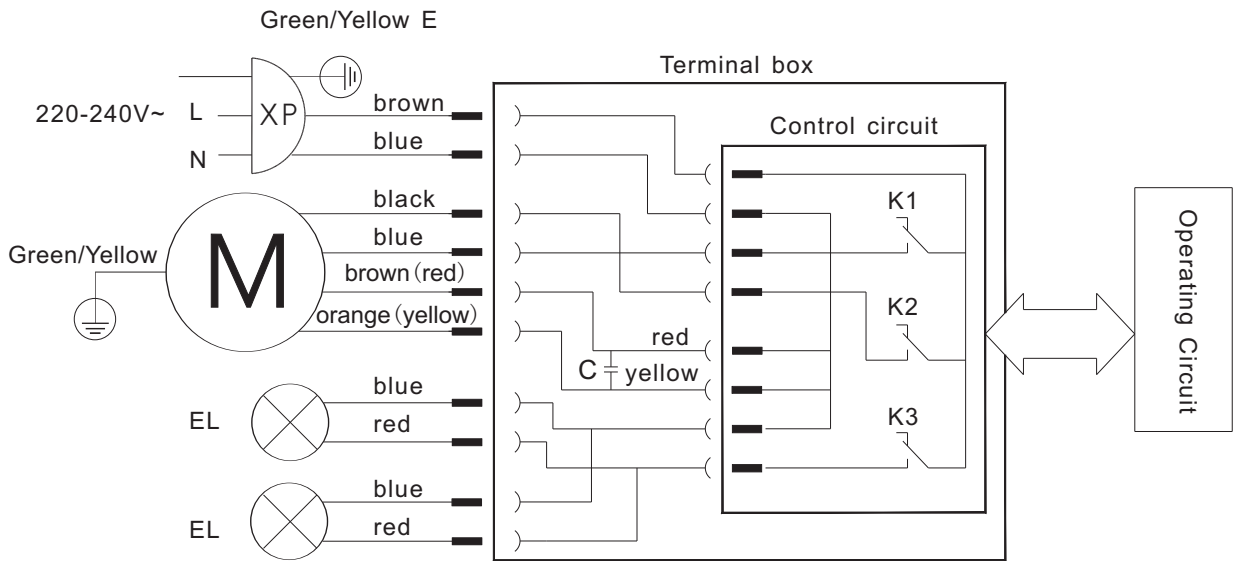 Green/Yellow E
220-240V~
L
N
XP
brown
blue
Green/Yellow
M
black
blue
brown(red)
orange(yellow)
EL
blue
red
EL
blue
red
Terminal box
C
red
yellow
Control circuit
K1
K2
K3
Operating Circuit